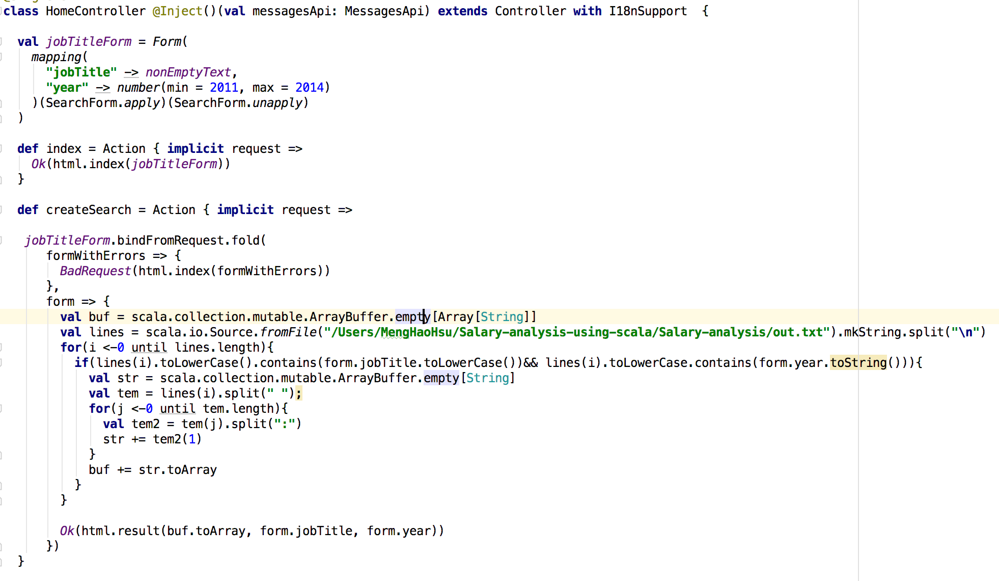 class HomeController @Inject()(val messagesApi: MessagesApi) extends Controller with I18nSupport  {
val jobTitleForm = Form(
mapping(
"jobTitle" -> nonEmptyText,
"year" -> number(min = 2011, max = 2014)
)(SearchForm.apply)(SearchForm.unapply)
)
def index = Action { implicit request =>
Ok(html.index(jobTitleForm))
}
def createSearch = Action { implicit request =>
jobTitleForm.bindFromRequest.fold(
formWithErrors => {
BadRequest(html.index(formWithErrors))
},
form => {
val buf = scala.collection.mutable.ArrayBuffer.empty[Array[String]]
val lines = scala.io.Source.fromFile("/Users/MengHaoHsu/Salary-analysis-using-scala/Salary-analysis/out.txt").mkString.split("\n")
for(i <-0 until lines.length){
if(lines(i).toLowerCase().contains(form.jobTitle.toLowerCase())&& lines(i).toLowerCase.contains(form.year.toString())){
val str = scala.collection.mutable.ArrayBuffer.empty[String]
val tem = lines(i).split(" ");
for(j <-0 until tem.length){
val tem2 = tem(j).split(":")
str += tem2(1)
}
buf += str.toArray
}
}
Ok(html.result(buf.toArray, form.jobTitle, form.year))
})
}